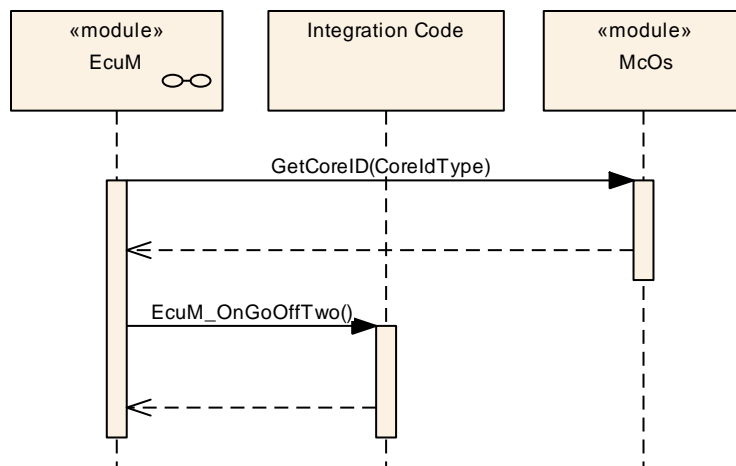 «module»
EcuM
Integration Code
«module»
McOs
GetCoreID(CoreIdType)
EcuM_OnGoOffTwo()